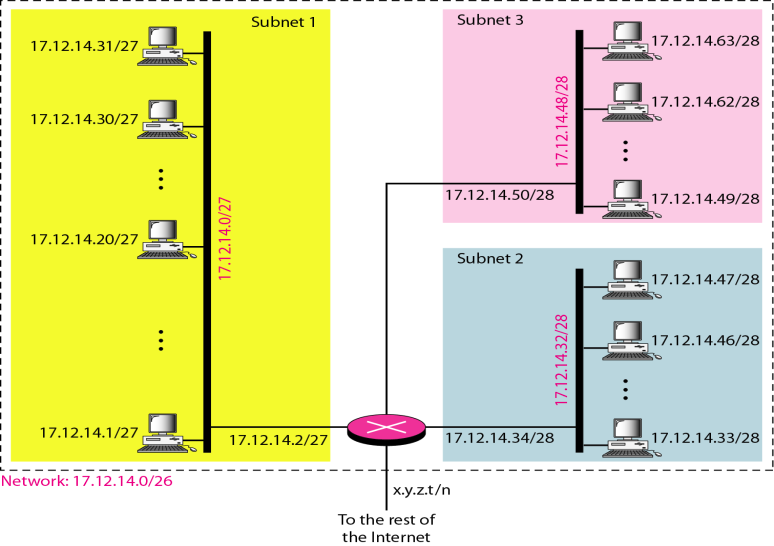 Subnet 1
17.12.14.31/27
17.12.14.30/27
17.12.14.20/27
17.12.14.0/27
17.12.14.1/27
17.12.14.2/27
Subnet 3
17.12.14.63/28
17.12.14.62/28
17.12.14.48/28
17.12.14.49/28
17.12.14.50/28
Subnet 2
17.12.14.47/28
17.12.14.46/28
17.12.14.32/28
17.12.14.33/28
17.12.14.34/28
Network: 17.12.14.0/26
x.y.z.t/n
To the rest of
the Internet